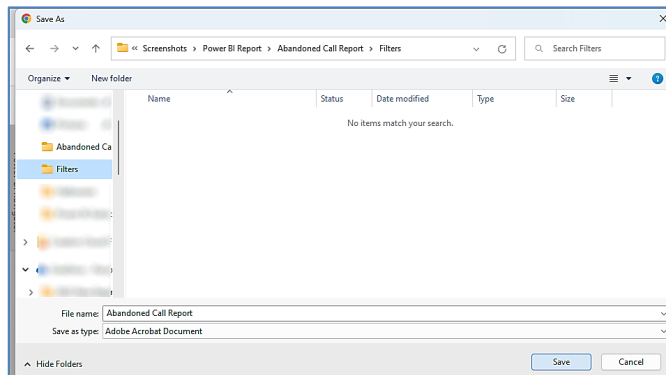 Save As
« Screenshots > Power BI Report > Abandoned Call Report > Filters
Search Filters
Organize
New folder
Name
Status
Date modified
Type
Size
No items match your search.
Abandoned Ca
Filters
File name: Abandoned Call Report
Save as type: Adobe Acrobat Document
Hide Folders
Save
Cancel